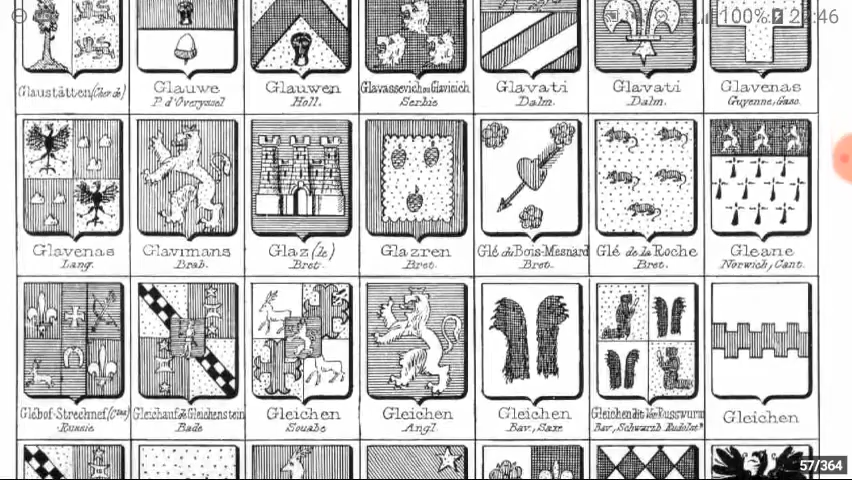 100% 22:46
Glaustätten (Cher de) Glauwe Glauwen Glavassevich ou Glavicich Glavati Glavati Glavenas
P. d'Overyssel Holl. Serbie Dalm. Dalm. Guyenne, Gasc.
Glavenas Glavimans Glaz (le) Glazren Glé du Bois-Mesnard Glé de la Roche Gleane
Lang. Brab. Bret. Bret. Bret. Bret. Norwich, Cant.
Glébof-Strechnef, (Ctes) Gleichauf de Gleichenstein Gleichen Gleichen Gleichen Gleichen dit de Russwurm Gleichen
Russie Bade Souabe Angl. Bav., Saxe Bav., Schwarzb. Rudolst.
57/364